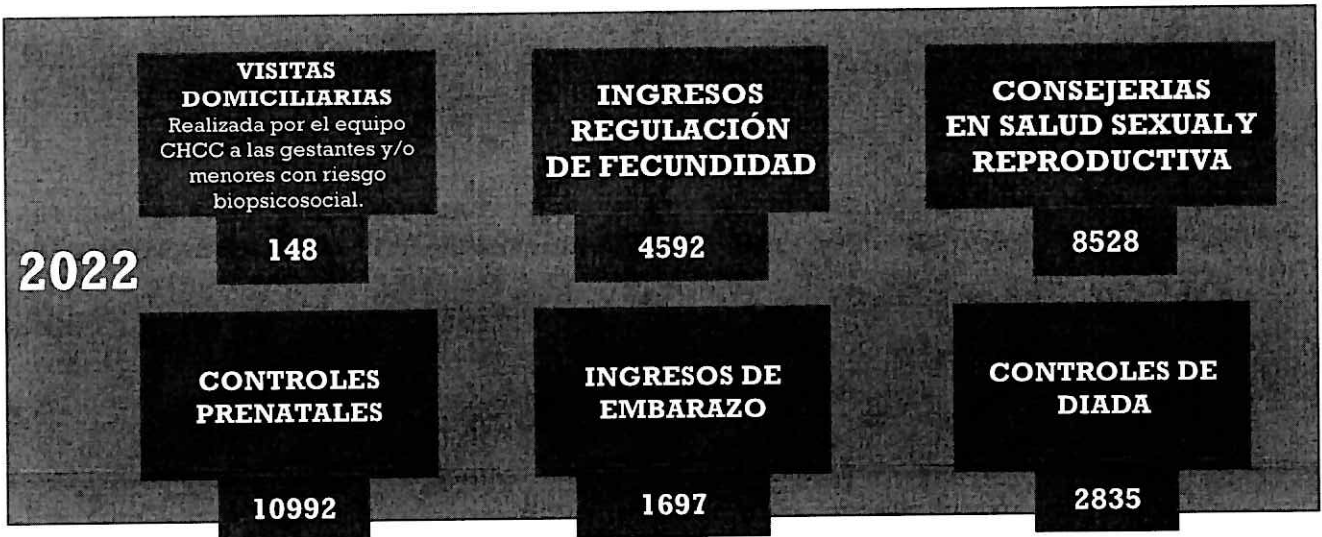 VISITAS
DOMICILIARIAS
Realizada por el equipo
CHCC a las gestantes y/o
menores con riesgo
biopsicosocial.
148
INGRESOS
REGULACIÓN
DE FECUNDIDAD
4592
CONSEJERIAS
EN SALUD SEXUAL Y
REPRODUCTIVA
8528
2022
CONTROLES
PRENATALES
10992
INGRESOS DE
EMBARAZO
1697
CONTROLES DE
DIADA
2835